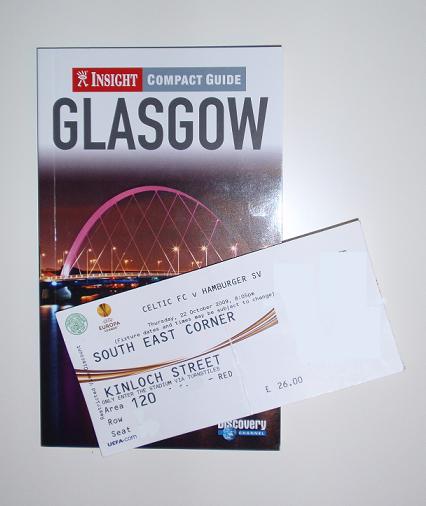 INSIGHT COMPACT GUIDE
GLASGOW
CELTIC FC V HAMBURGER SV
Thursday, 22 October 2009, 8:05pm
(Fixture dates and times may be subject to change)
EUROPA
SOUTH EAST CORNER
KINLOCH STREET
ONLY ENTER THE STADIUM VIA TURNSTILES
Area 120 RED
Row
Seat
£ 26.00
UEFA.com
Discovery
CHANNEL